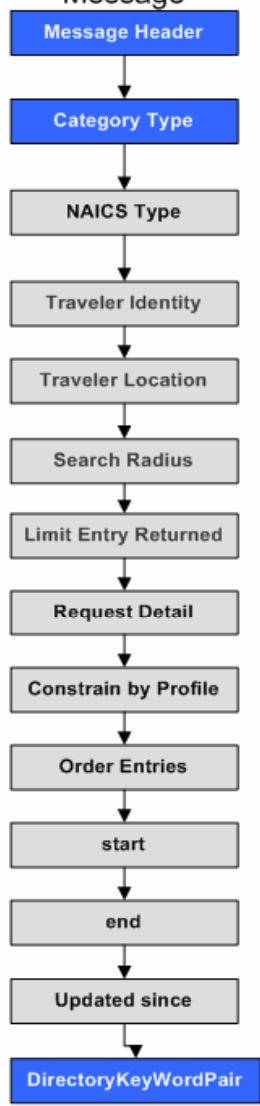 Message
Message Header
Category Type
NAICS Type
Traveler Identity
Traveler Location
Search Radius
Limit Entry Returned
Request Detail
Constrain by Profile
Order Entries
start
end
Updated since
DirectoryKeyWordPair